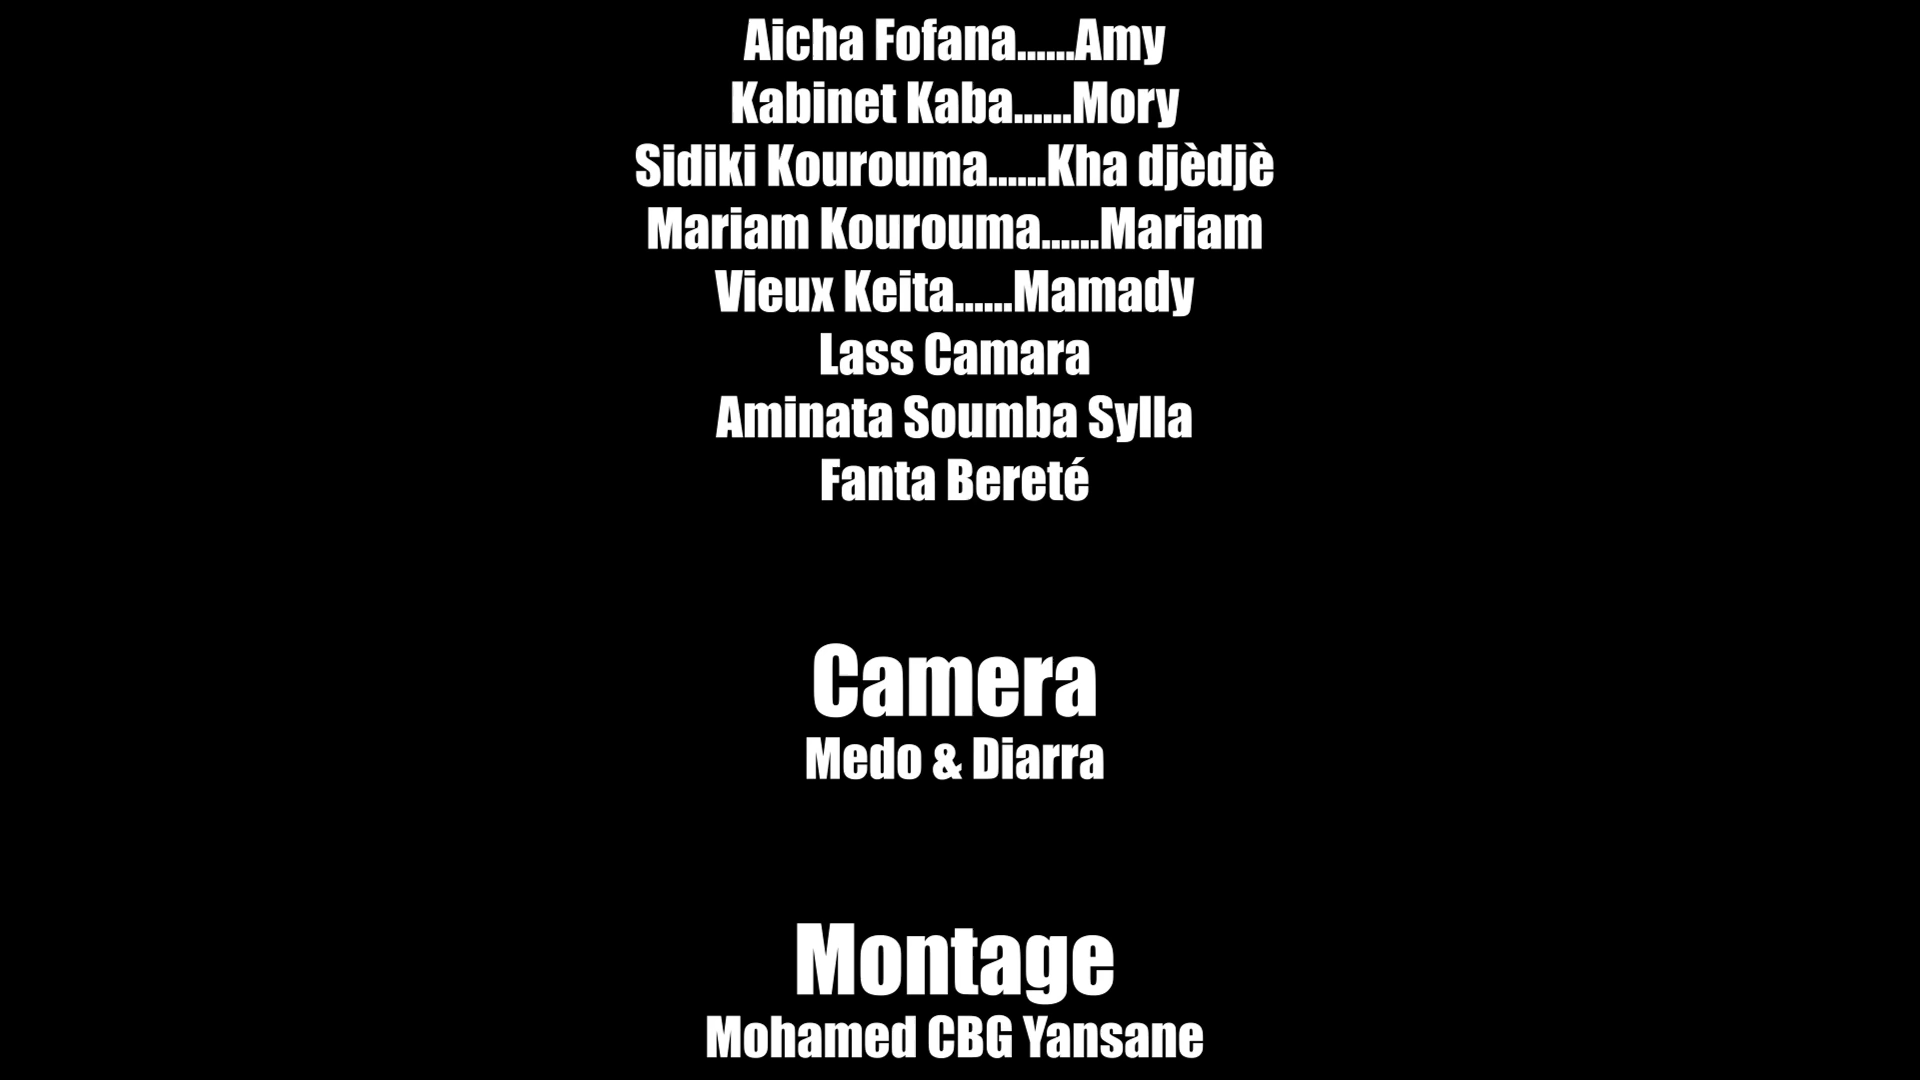 Aicha Fofana......Amy
Kabinet Kaba......Mory
Sidiki Kourouma......Kha djèdjè
Mariam Kourouma......Mariam
Vieux Keita......Mamady
Lass Camara
Aminata Soumba Sylla
Fanta Bereté
Camera
Medo & Diarra
Montage
Mohamed CBG Yansane